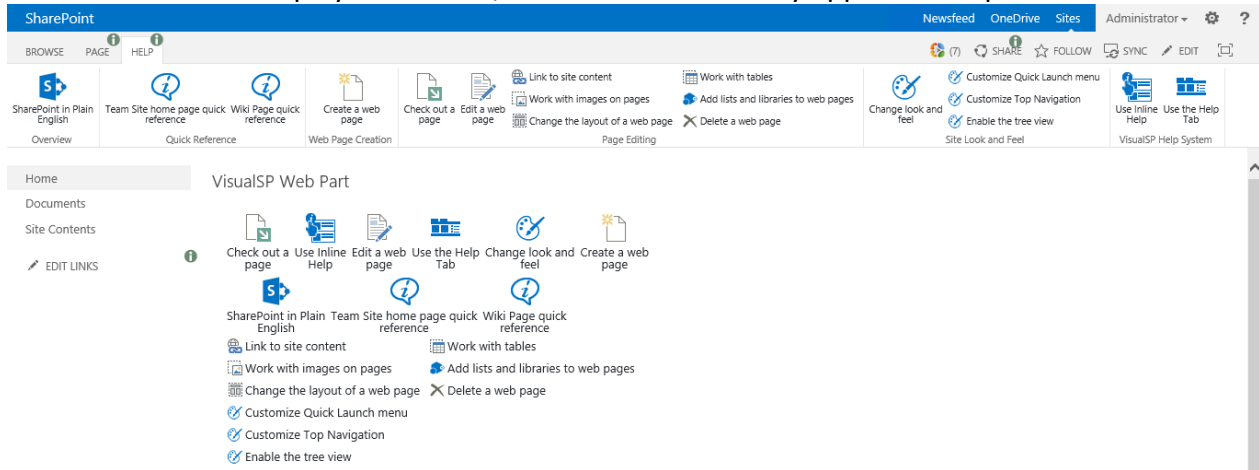 SharePoint Newsfeed OneDrive Sites Administrator ?
BROWSE PAGE HELP (7) SHARE FOLLOW SYNC EDIT
SharePoint in Plain English
Team Site home page quick reference
Wiki Page quick reference
Create a web page
Check out a page
Edit a web page
Link to site content
Work with images on pages
Change the layout of a web page
Work with tables
Add lists and libraries to web pages
Delete a web page
Change look and feel
Customize Quick Launch menu
Customize Top Navigation
Enable the tree view
Use Inline Help
Use the Help Tab
Overview Quick Reference Web Page Creation Page Editing Site Look and Feel VisualSP Help System
Home
Documents
Site Contents
EDIT LINKS
VisualSP Web Part
Check out a page
Use Inline Help
Edit a web page
Use the Help Tab
Change look and feel
Create a web page
SharePoint in Plain English
Team Site home page quick reference
Wiki Page quick reference
Link to site content Work with tables
Work with images on pages Add lists and libraries to web pages
Change the layout of a web page Delete a web page
Customize Quick Launch menu
Customize Top Navigation
Enable the tree view